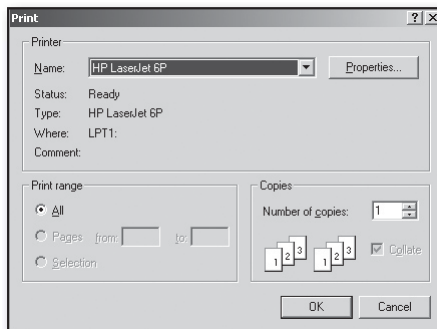 Print
Printer
Name: HP LaserJet 6P Properties...
Status: Ready
Type: HP LaserJet 6P
Where: LPT1:
Comment:
Print range
All
Pages from: to:
Selection
Copies
Number of copies: 1
1 2 3 1 2 3
Collate
OK Cancel